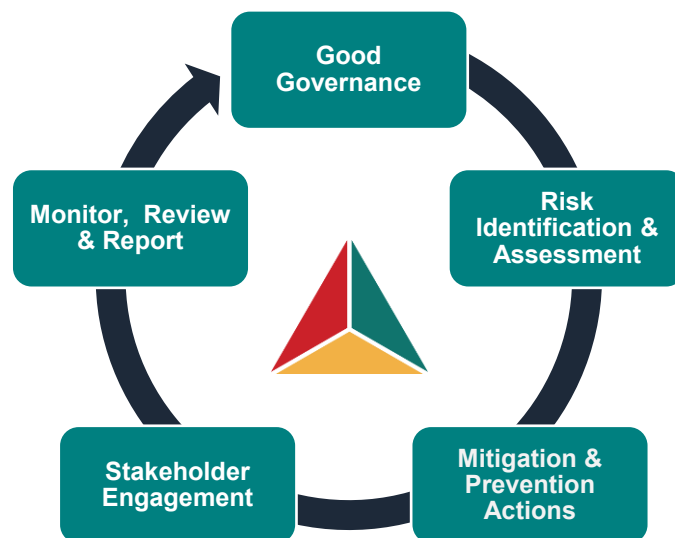 Good
Governance
Risk
Identification &
Assessment
Mitigation &
Prevention
Actions
Stakeholder
Engagement
Monitor, Review
& Report